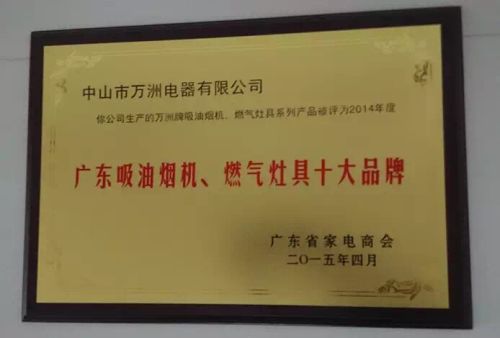 中山市万洲电器有限公司
你公司生产的万洲牌吸油烟机、燃气灶具系列产品被评为2014年度
广东吸油烟机、燃气灶具十大品牌
广东省家电商会
二〇一五年四月